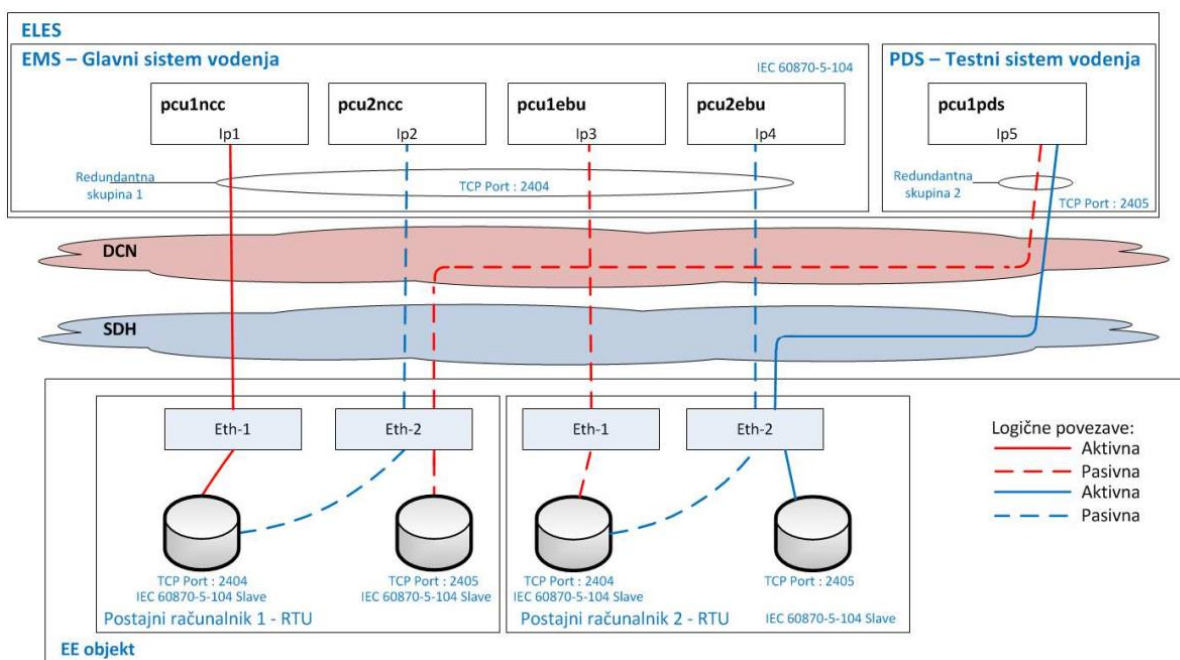 ELES
EMS – Glavni sistem vodenja
IEC 60870-5-104
PDS – Testni sistem vodenja
pcu1ncc
Ip1
pcu2ncc
Ip2
pcu1ebu
Ip3
pcu2ebu
Ip4
pcu1pds
Ip5
Redundantna
skupina 1
TCP Port : 2404
Redundantna
skupina 2
TCP Port : 2405
DCN
SDH
Eth-1
Eth-2
Eth-1
Eth-2
Logične povezave:
Aktivna
Pasivna
Aktivna
Pasivna
TCP Port : 2404
IEC 60870-5-104 Slave
TCP Port : 2405
IEC 60870-5-104 Slave
TCP Port : 2404
IEC 60870-5-104 Slave
TCP Port : 2405
IEC 60870-5-104 Slave
Postajni računalnik 1 - RTU
Postajni računalnik 2 - RTU
EE objekt